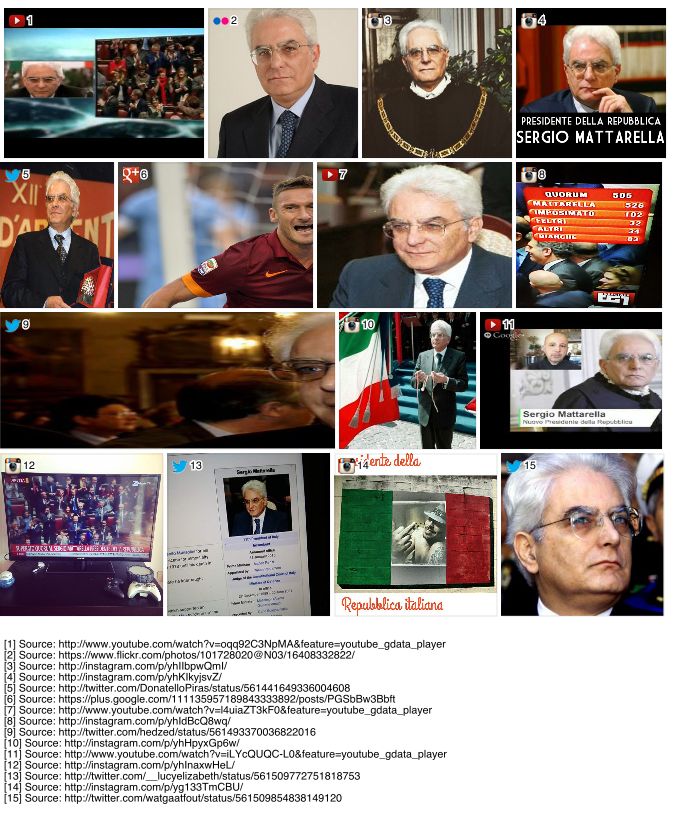 1
2
3
4
PRESIDENTE DELLA REPUBBLICA
SERGIO MATTARELLA
5
XII
D'ARGENT
6
7
8
QUORUM 505
MATTARELLA 526
IMPOSIMATO 102
FELTRI 32
ALTRI 34
BIANCHE 83
9
10
11
Google
Sergio Mattarella
Nuovo Presidente della Repubblica
12
13
Sergio Mattarella
14
idente della
Repubblica italiana
15
[1] Source: http://www.youtube.com/watch?v=oqq92C3NpMA&feature=youtube_gdata_player
[2] Source: https://www.flickr.com/photos/101728020@N03/16408332822/
[3] Source: http://instagram.com/p/yhIIbpwQmI/
[4] Source: http://instagram.com/p/yhKIkyjsvZ/
[5] Source: http://twitter.com/DonatelloPiras/status/561441649336004608
[6] Source: https://plus.google.com/111135957189843333892/posts/PGSbBw3Bbft
[7] Source: http://www.youtube.com/watch?v=l4uiaZT3kF0&feature=youtube_gdata_player
[8] Source: http://instagram.com/p/yhIdBcQ8wq/
[9] Source: http://twitter.com/hedzed/status/561493370036822016
[10] Source: http://instagram.com/p/yhHpyxGp6w/
[11] Source: http://www.youtube.com/watch?v=iLYcQUQC-L0&feature=youtube_gdata_player
[12] Source: http://instagram.com/p/yhInaxwHeL/
[13] Source: http://twitter.com/__lucyelizabeth/status/561509772751818753
[14] Source: http://instagram.com/p/yg133TmCBU/
[15] Source: http://twitter.com/watgaatfout/status/561509854838149120